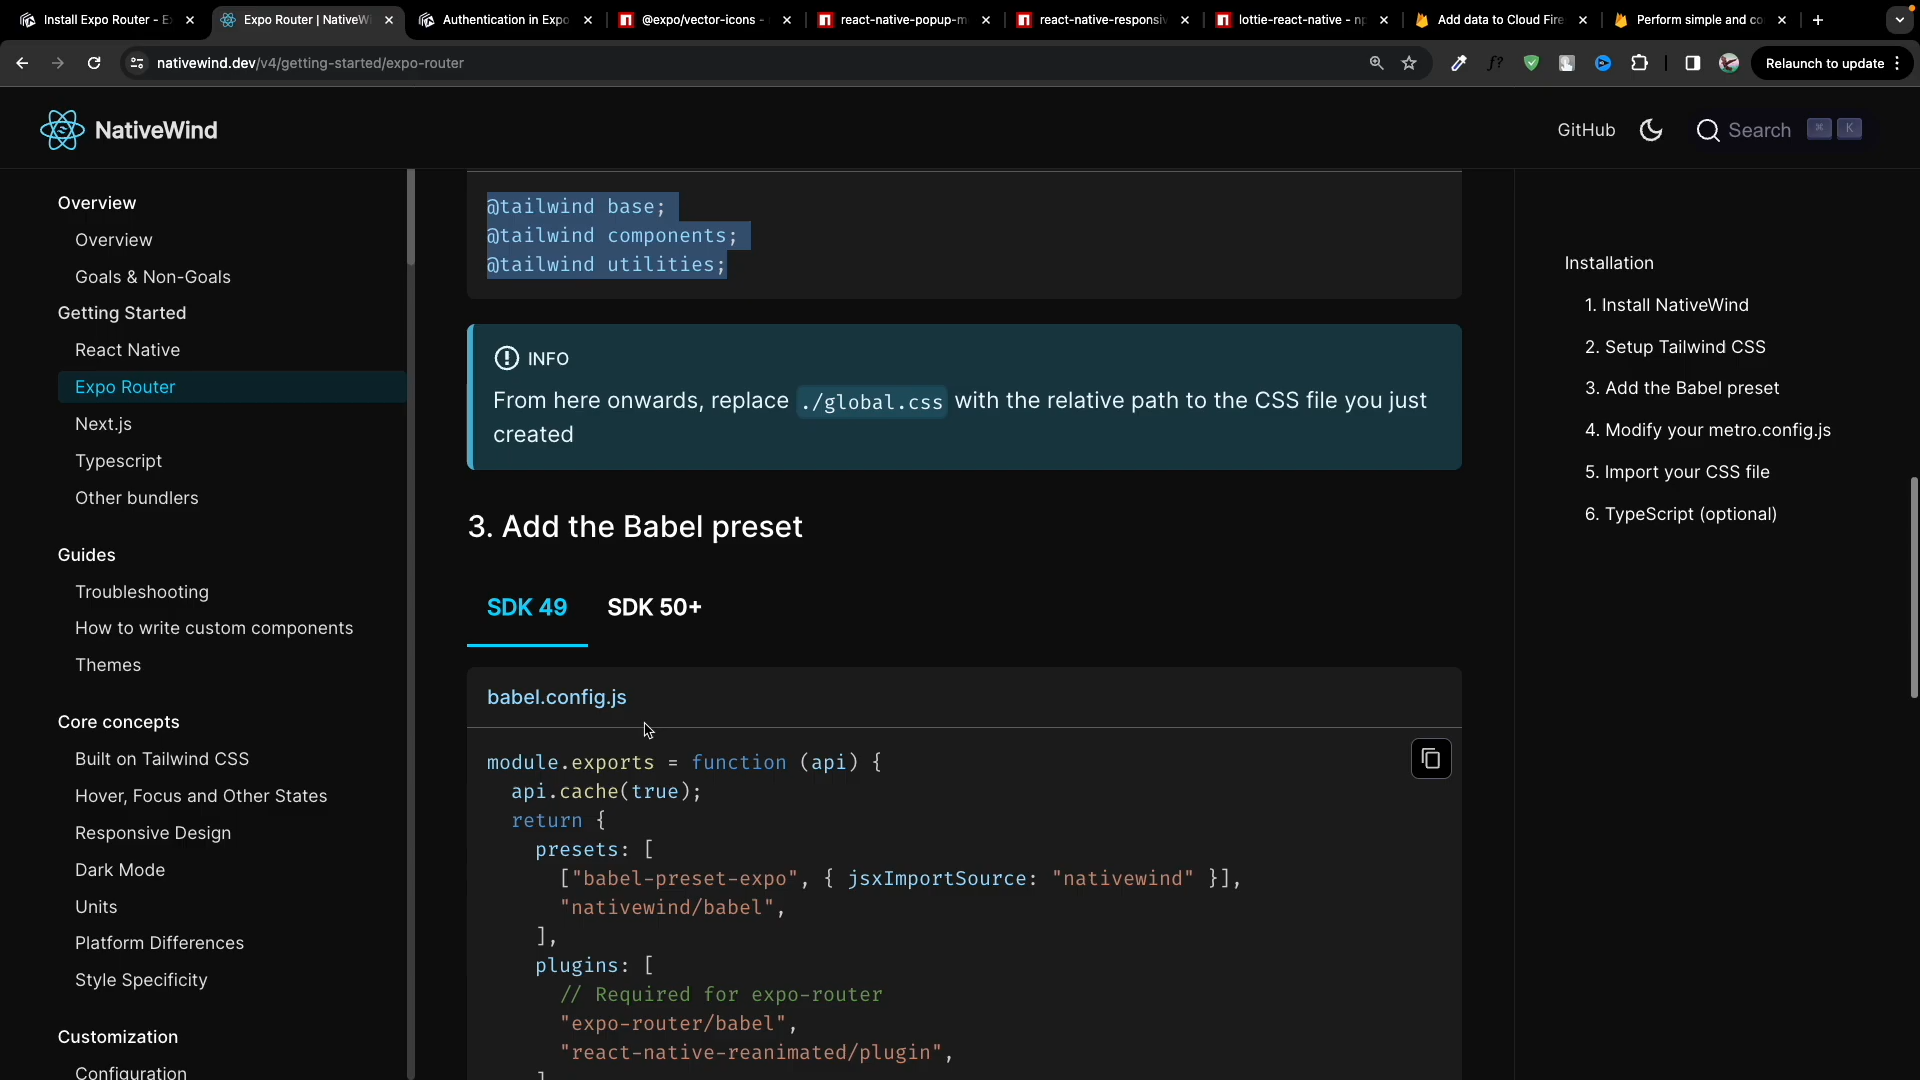 Install Expo Router - E
Expo Router | NativeWi
Authentication in Expo
@expo/vector-icons -
react-native-popup-m
react-native-responsiv
lottie-react-native - np
Add data to Cloud Fire
Perform simple and co
nativewind.dev/v4/getting-started/expo-router
f?
Relaunch to update
NativeWind
GitHub
Search
⌘ K
Overview
Overview
Goals & Non-Goals
Getting Started
React Native
Expo Router
Next.js
Typescript
Other bundlers
Guides
Troubleshooting
How to write custom components
Themes
Core concepts
Built on Tailwind CSS
Hover, Focus and Other States
Responsive Design
Dark Mode
Units
Platform Differences
Style Specificity
Customization
Configuration
@tailwind base;
@tailwind components;
@tailwind utilities;
INFO
From here onwards, replace ./global.css with the relative path to the CSS file you just
created
3. Add the Babel preset
SDK 49 SDK 50+
babel.config.js
module.exports = function (api) {
api.cache(true);
return {
presets: [
["babel-preset-expo", { jsxImportSource: "nativewind" }],
"nativewind/babel",
],
plugins: [
// Required for expo-router
"expo-router/babel",
"react-native-reanimated/plugin",
]
Installation
1. Install NativeWind
2. Setup Tailwind CSS
3. Add the Babel preset
4. Modify your metro.config.js
5. Import your CSS file
6. TypeScript (optional)